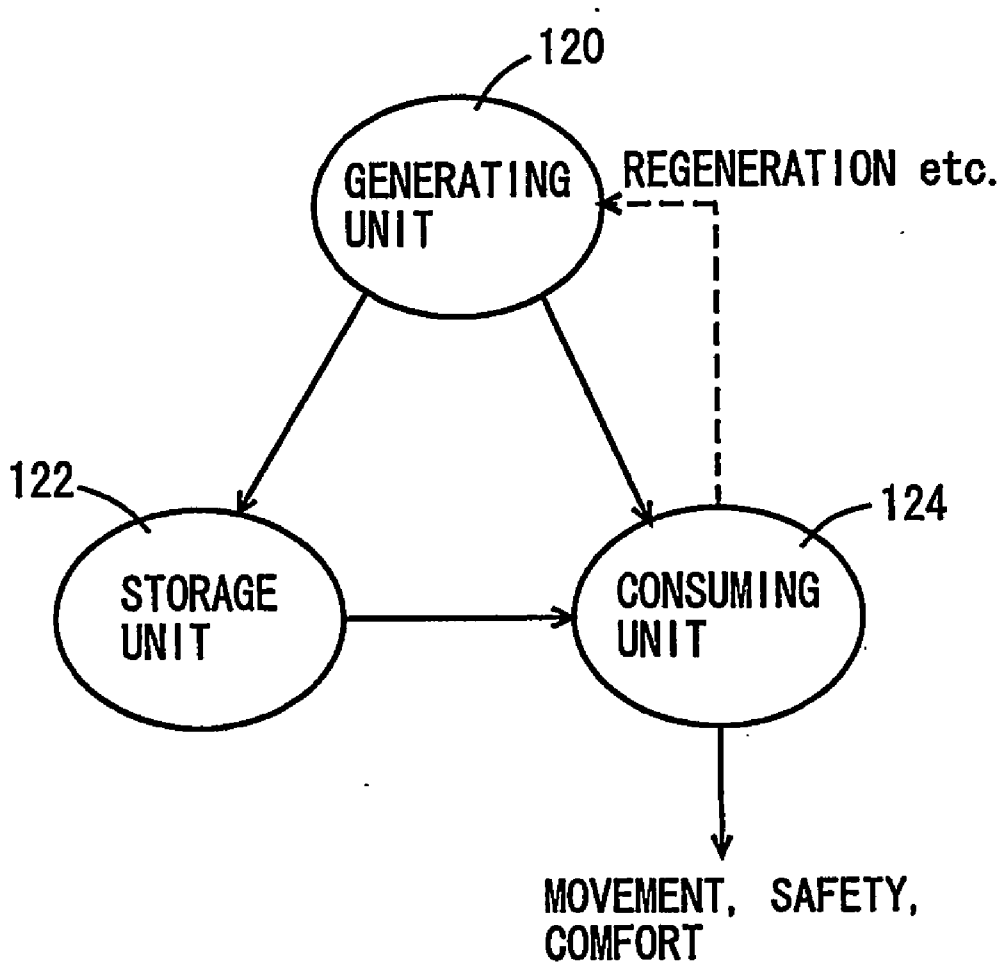 120
GENERATING
UNIT
REGENERATION etc.
122
STORAGE
UNIT
124
CONSUMING
UNIT
MOVEMENT, SAFETY,
COMFORT